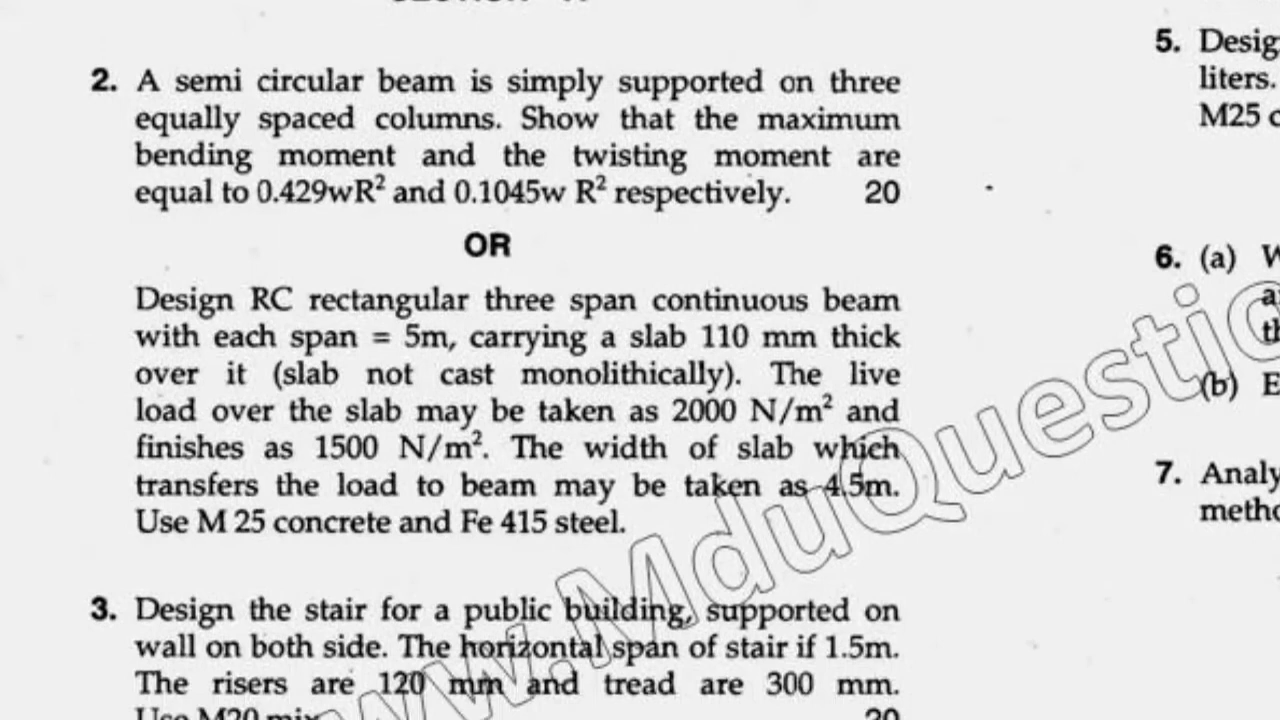 2. A semi circular beam is simply supported on three
equally spaced columns. Show that the maximum
bending moment and the twisting moment are
equal to 0.429wR² and 0.1045w R² respectively. 20
OR
Design RC rectangular three span continuous beam
with each span = 5m, carrying a slab 110 mm thick
over it (slab not cast monolithically). The live
load over the slab may be taken as 2000 N/m² and
finishes as 1500 N/m². The width of slab which
transfers the load to beam may be taken as 4.5m.
Use M 25 concrete and Fe 415 steel.
3. Design the stair for a public building, supported on
wall on both side. The horizontal span of stair if 1.5m.
The risers are 120 mm and tread are 300 mm.
Use M20 mix 20
5. Desig
liters.
M25 c
6. (a) W
a
th
(b) E
7. Analy
metho
www.MduQuestio